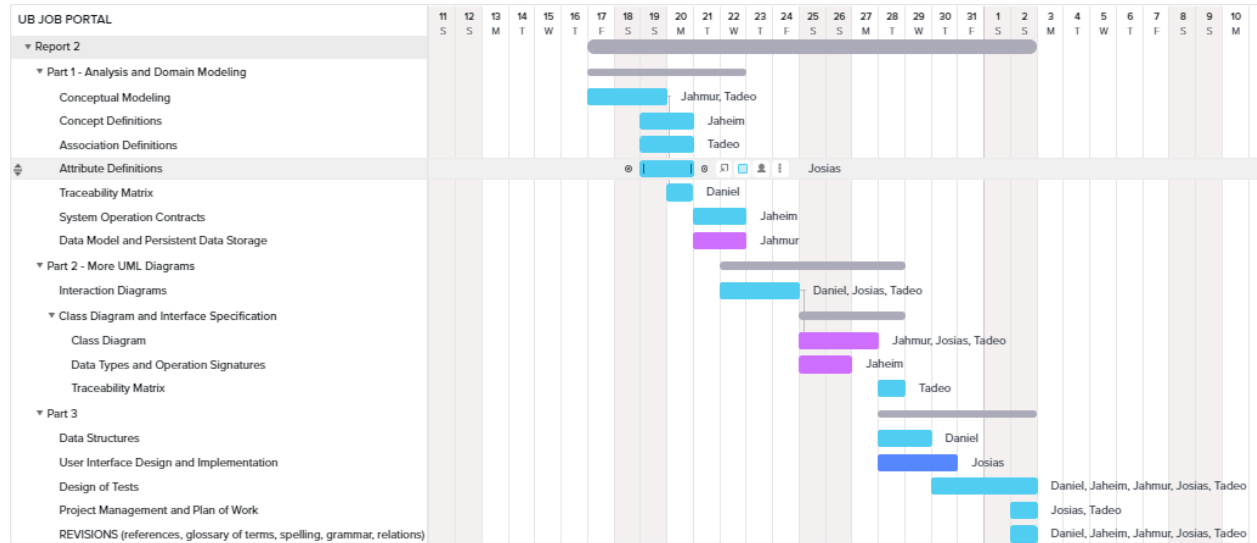 UB JOB PORTAL
11 12 13 14 15 16 17 18 19 20 21 22 23 24 25 26 27 28 29 30 31 1 2 3 4 5 6 7 8 9 10
S S M T W T F S S M T W T F S S M T W T F S S M T W T F S S M
Report 2
Part 1 - Analysis and Domain Modeling
Conceptual Modeling Jahmur, Tadeo
Concept Definitions Jaheim
Association Definitions Tadeo
Attribute Definitions Josias
Traceability Matrix Daniel
System Operation Contracts Jaheim
Data Model and Persistent Data Storage Jahmur
Part 2 - More UML Diagrams
Interaction Diagrams Daniel, Josias, Tadeo
Class Diagram and Interface Specification
Class Diagram Jahmur, Josias, Tadeo
Data Types and Operation Signatures Jaheim
Traceability Matrix Tadeo
Part 3
Data Structures Daniel
User Interface Design and Implementation Josias
Design of Tests Daniel, Jaheim, Jahmur, Josias, Tadeo
Project Management and Plan of Work Josias, Tadeo
REVISIONS (references, glossary of terms, spelling, grammar, relations) Daniel, Jaheim, Jahmur, Josias, Tadeo